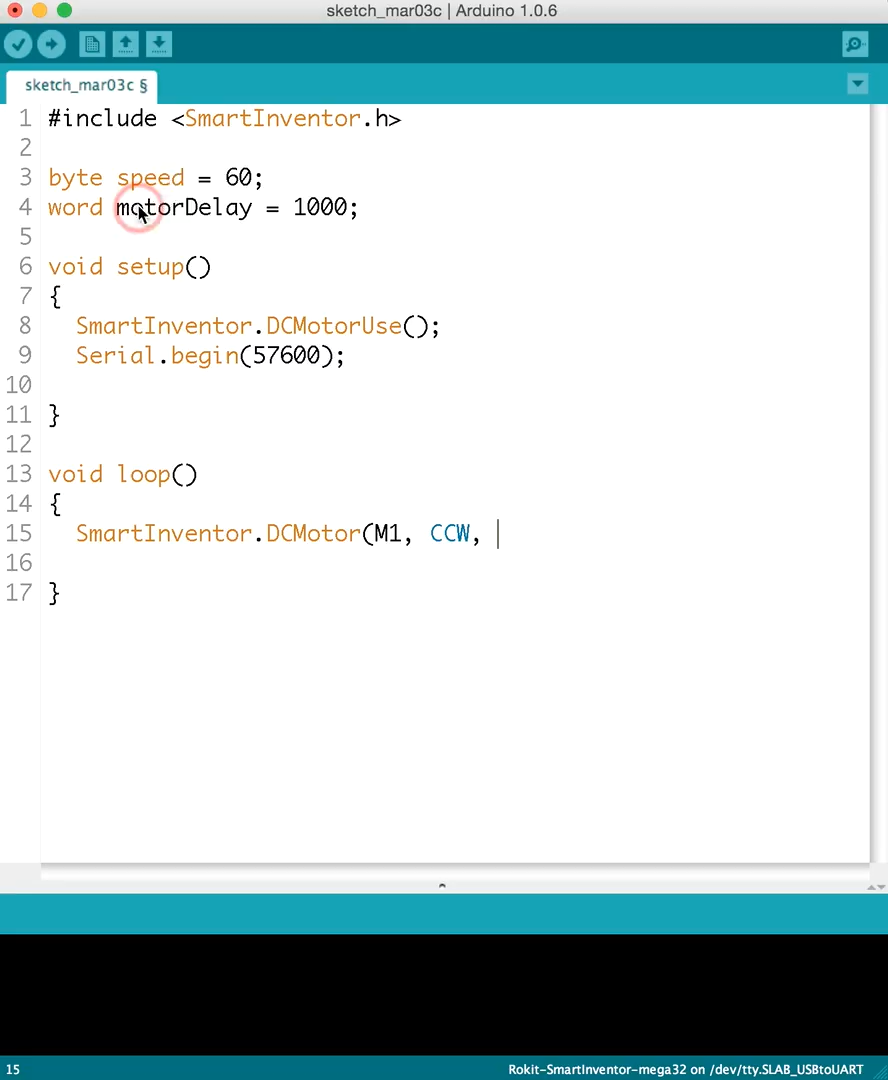 sketch_mar03c | Arduino 1.0.6
sketch_mar03c §
1 #include <SmartInventor.h>
2
3 byte speed = 60;
4 word motorDelay = 1000;
5
6 void setup()
7 {
8 SmartInventor.DCMotorUse();
9 Serial.begin(57600);
10
11 }
12
13 void loop()
14 {
15 SmartInventor.DCMotor(M1, CCW,
16
17 }
15 Rokit-SmartInventor-mega32 on /dev/tty.SLAB_USBtoUART